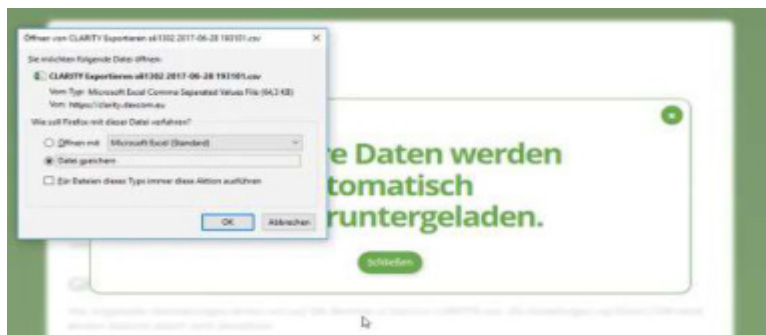 Öffnen von CLARITY Exportieren 2017-06-28 193101.csv
Sie möchten folgende Datei öffnen:
CLARITY Exportieren 2017-06-28 193101.csv
Vom Typ: Microsoft Excel Comma Separated Values File (64,3 KB)
Von: https://clarity.dexcom.eu
Wie soll Firefox mit dieser Datei verfahren?
Öffnen mit Microsoft Excel (Standard)
Datei speichern
Für Dateien dieses Typs immer diese Aktion ausführen
OK Abbrechen
re Daten werden
tomatisch
runtergeladen.
Schließen